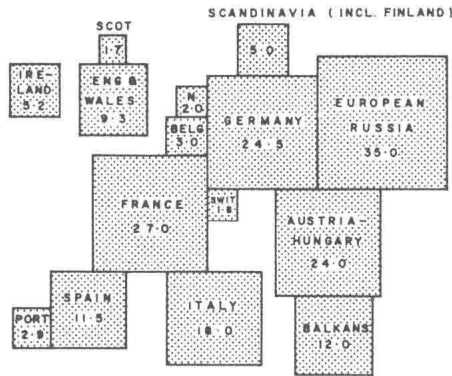 SCANDINAVIA (INCL. FINLAND)
SCOT
1·7
5·0
IRE-
LAND
5·2
ENG &
WALES
9·3
N.
2·0
BELG
3·0
GERMANY
24·5
EUROPEAN
RUSSIA
35·0
FRANCE
27·0
SWIT
1·8
AUSTRIA-
HUNGARY
24·0
SPAIN
11·5
PORT
2·9
ITALY
18·0
BALKANS
12·0